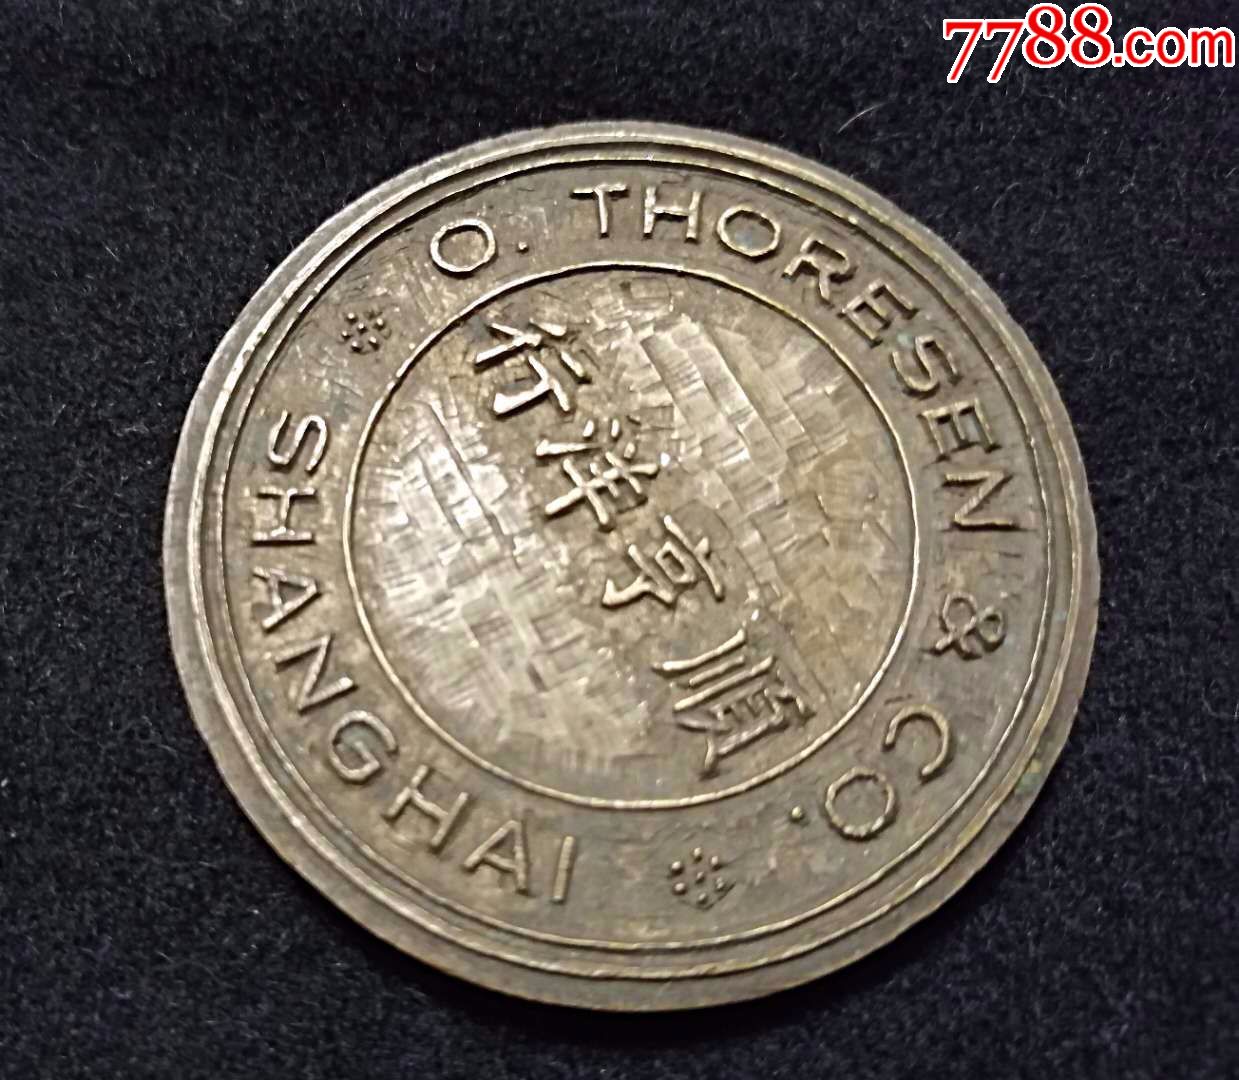 7788.com
O. THORESEN & CO.
行洋亨順
SHANGHAI